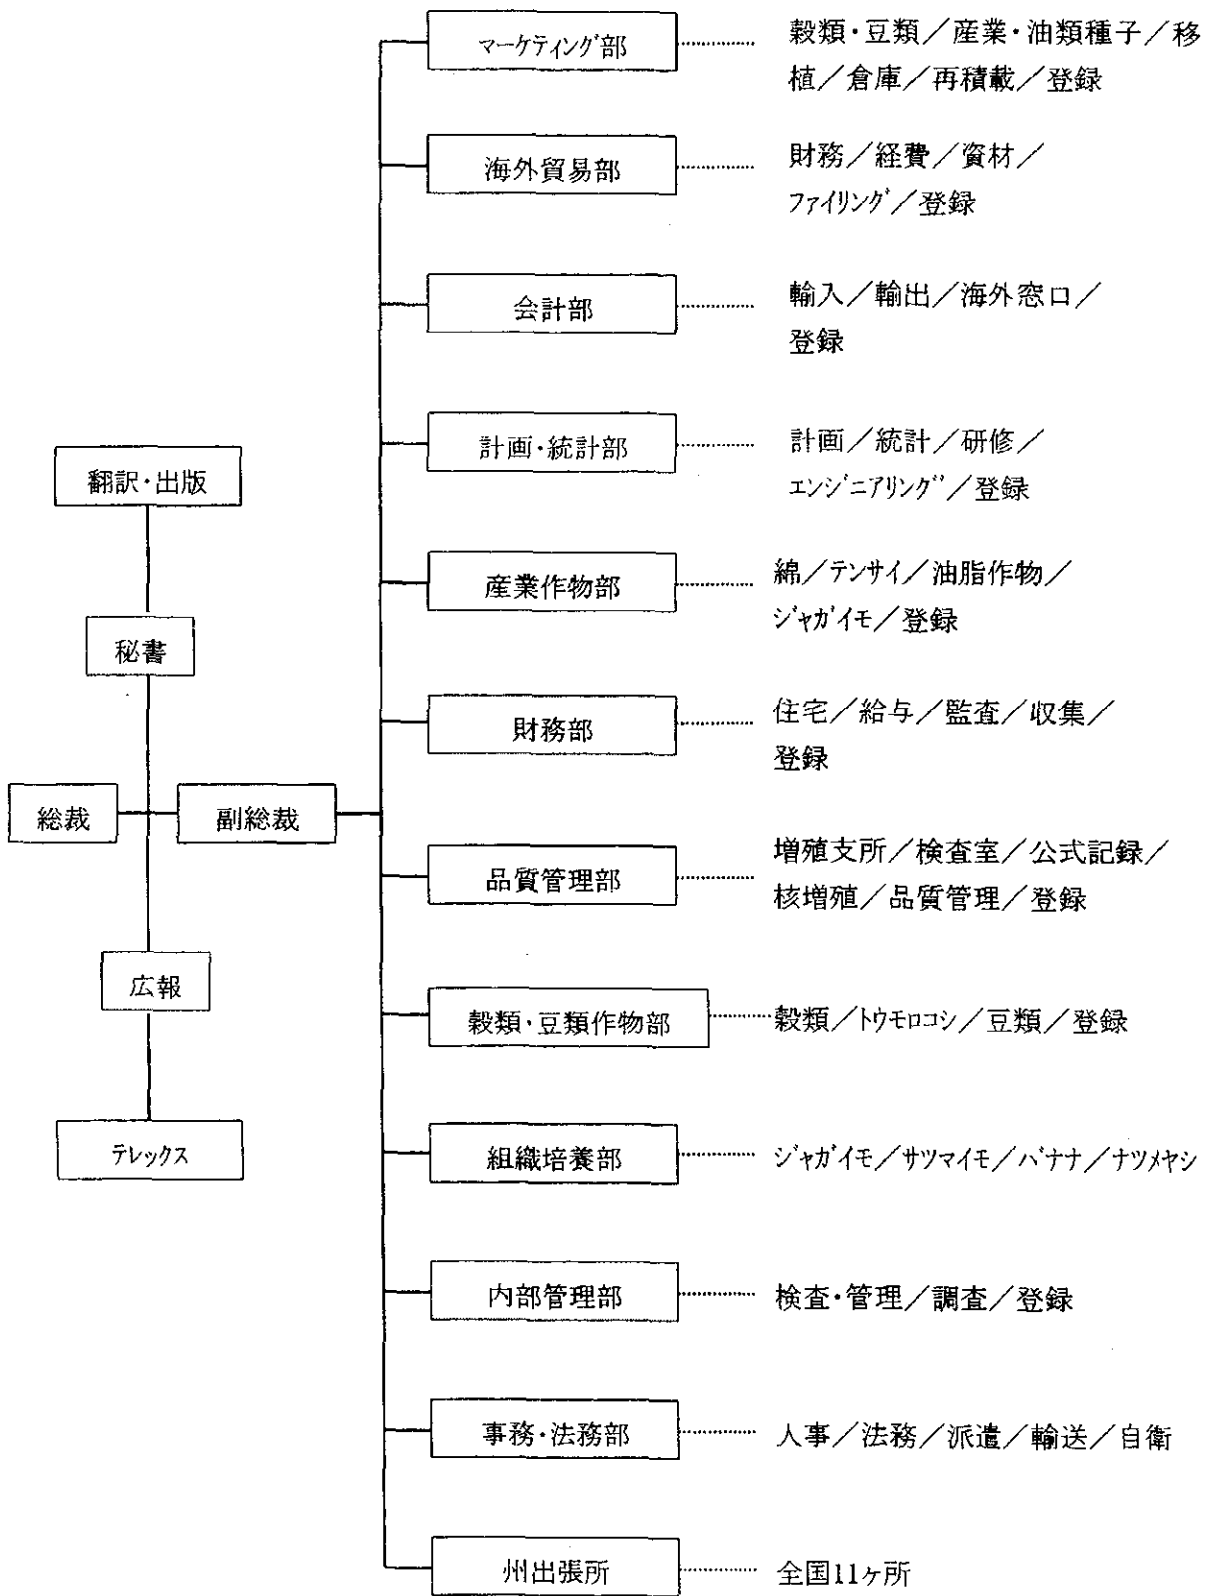 マーケティング部
穀類・豆類／産業・油類種子／移
植／倉庫／再積載／登録
海外貿易部
財務／経費／資材／
ファイリング／登録
会計部
輸入／輸出／海外窓口／
登録
計画・統計部
計画／統計／研修／
エンジニアリング／登録
翻訳・出版
産業作物部
綿／テンサイ／油脂作物／
ジャガイモ／登録
秘書
財務部
住宅／給与／監査／収集／
登録
総裁
副総裁
品質管理部
増殖支所／検査室／公式記録／
核増殖／品質管理／登録
広報
穀類・豆類作物部
穀類／トウモロコシ／豆類／登録
テレックス
組織培養部
ジャガイモ／サツマイモ／バナナ／ナツメヤシ
内部管理部
検査・管理／調査／登録
事務・法務部
人事／法務／派遣／輸送／自衛
州出張所
全国11ヶ所